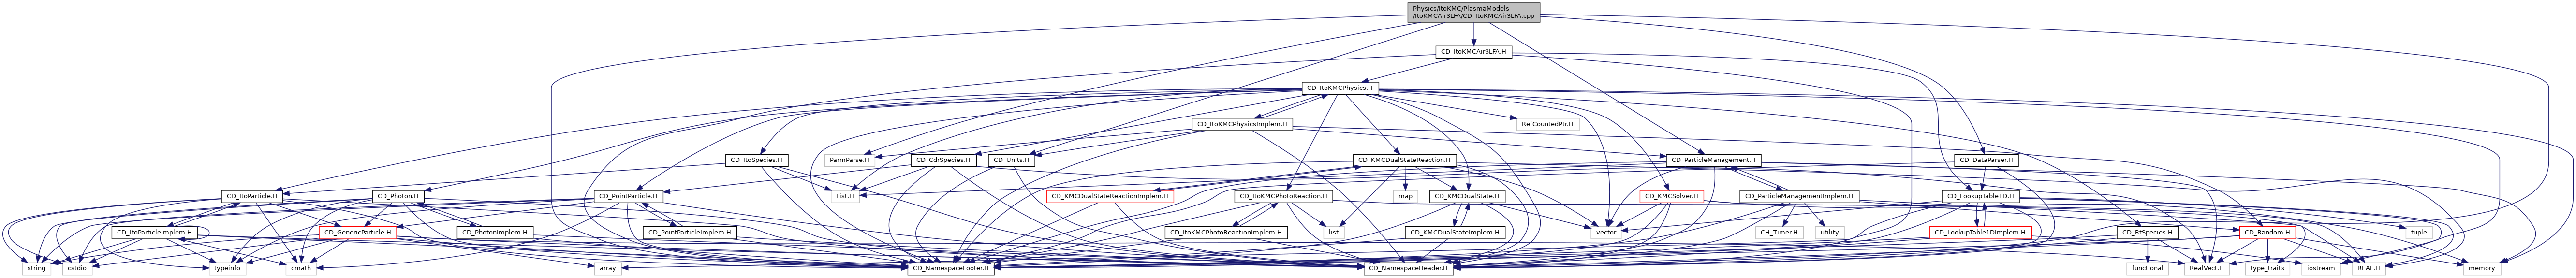 Physics/ItoKMC/PlasmaModels
/ItoKMCAir3LFA/CD_ItoKMCAir3LFA.cpp
CD_ItoKMCAir3LFA.H
CD_ItoKMCPhysics.H
CD_ItoKMCPhysicsImplem.H
RefCountedPtr.H
CD_ItoSpecies.H
ParmParse.H
CD_CdrSpecies.H
CD_Units.H
CD_KMCDualStateReaction.H
CD_ParticleManagement.H
CD_DataParser.H
CD_ItoParticle.H
CD_Photon.H
CD_PointParticle.H
List.H
CD_KMCDualStateReactionImplem.H
CD_ItoKMCPhotoReaction.H
map
CD_KMCDualState.H
CD_KMCSolver.H
CD_ParticleManagementImplem.H
CD_LookupTable1D.H
CD_ItoParticleImplem.H
CD_GenericParticle.H
CD_PhotonImplem.H
CD_PointParticleImplem.H
CD_ItoKMCPhotoReactionImplem.H
list
CD_KMCDualStateImplem.H
vector
CD_Timer.H
utility
CD_LookupTable1DImplem.H
CD_RtSpecies.H
CD_Random.H
tuple
string
cstdio
typeinfo
cmath
array
CD_NamespaceFooter.H
CD_NamespaceHeader.H
functional
RealVect.H
type_traits
iostream
REAL.H
memory